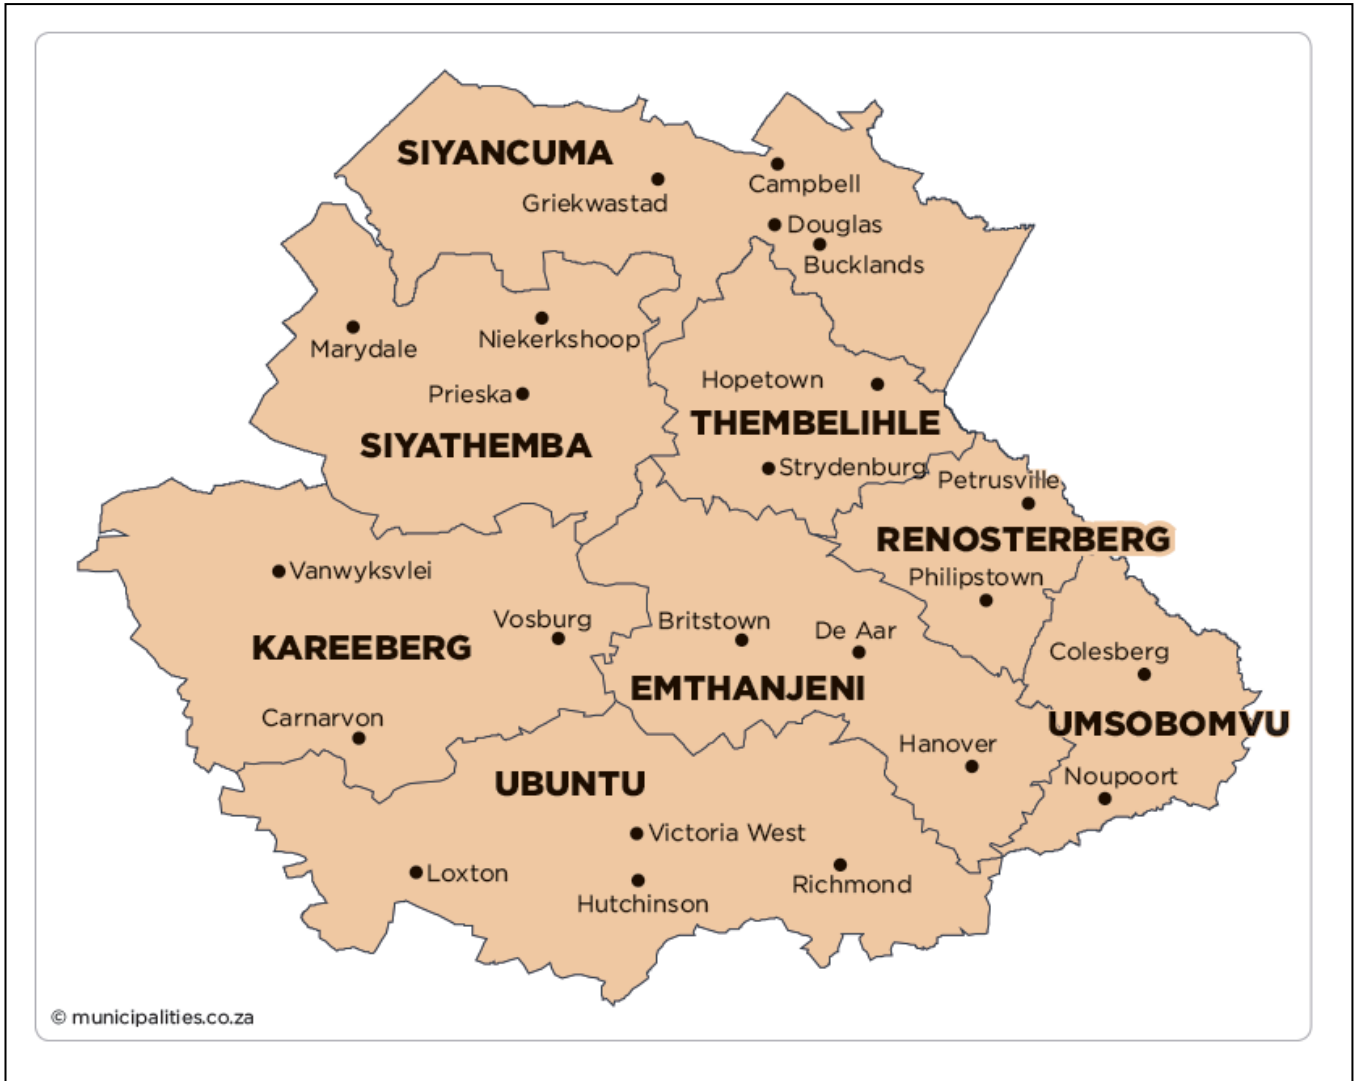 SIYANCUMA
Campbell
Griekwastad
Douglas
Bucklands
Marydale
Niekerkshoop
Prieska
Hopetown
THEMBELIHLE
SIYATHEMBA
Strydenburg
Petrusville
RENOSTERBERG
Vanwyksvlei
Philipstown
Vosburg
Britstown
De Aar
KAREEBERG
Colesberg
EMTHANJENI
Carnarvon
UMSOBOMVU
Hanover
Noupoort
UBUNTU
Victoria West
Loxton
Richmond
Hutchinson
© municipalities.co.za